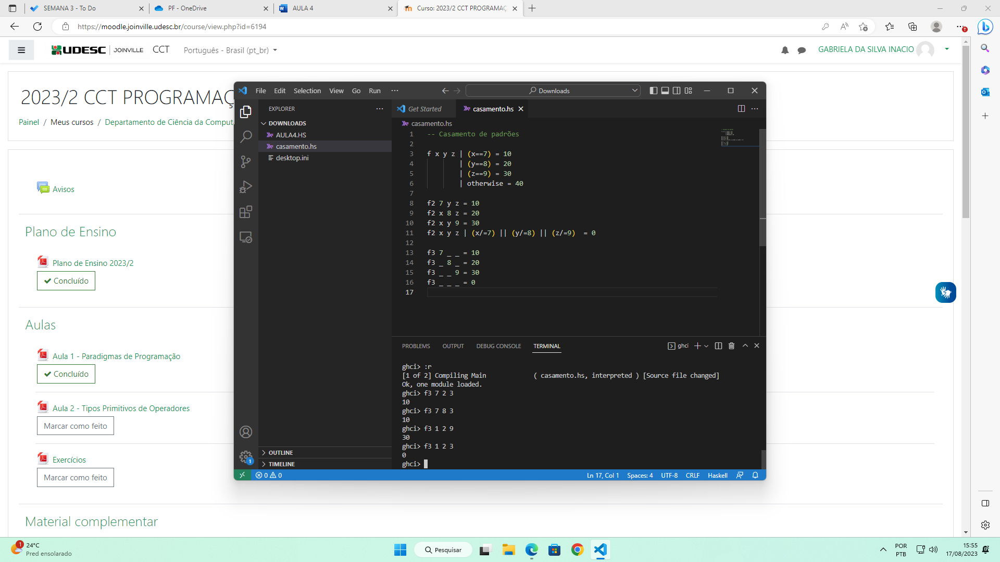 SEMANA 3 - To Do
PF - OneDrive
AULA 4
Curso: 2023/2 CCT PROGRAMAÇ
https://moodle.joinville.udesc.br/course/view.php?id=6194
UDESC JOINVILLE CCT Português - Brasil (pt_br)
GABRIELA DA SILVA INACIO
2023/2 CCT PROGRAMAÇ
Painel / Meus cursos / Departamento de Ciência da Comput
Avisos
Plano de Ensino
Plano de Ensino 2023/2
Concluído
Aulas
Aula 1 - Paradigmas de Programação
Concluído
Aula 2 - Tipos Primitivos de Operadores
Marcar como feito
Exercícios
Marcar como feito
Material complementar
File Edit Selection View Go Run ···
Downloads
EXPLORER
DOWNLOADS
AULA4.HS
casamento.hs
desktop.ini
OUTLINE
TIMELINE
Get Started
casamento.hs
casamento.hs
1 -- Casamento de padrões
2
3 f x y z | (x==7) = 10
4 | (y==8) = 20
5 | (z==9) = 30
6 | otherwise = 40
7
8 f2 7 y z = 10
9 f2 x 8 z = 20
10 f2 x y 9 = 30
11 f2 x y z | (x/=7) || (y/=8) || (z/=9)  = 0
12
13 f3 7 _ _ = 10
14 f3 _ 8 _ = 20
15 f3 _ _ 9 = 30
16 f3 _ _ _ = 0
17
PROBLEMS OUTPUT DEBUG CONSOLE TERMINAL
ghci
ghci> :r
[1 of 2] Compiling Main ( casamento.hs, interpreted ) [Source file changed]
Ok, one module loaded.
ghci> f3 7 2 3
10
ghci> f3 7 8 3
10
ghci> f3 1 2 9
30
ghci> f3 1 2 3
0
ghci>
1
0 0
Ln 17, Col 1 Spaces: 4 UTF-8 CRLF Haskell
1
24°C
Pred ensolarado
Pesquisar
POR
PTB
15:55
17/08/2023